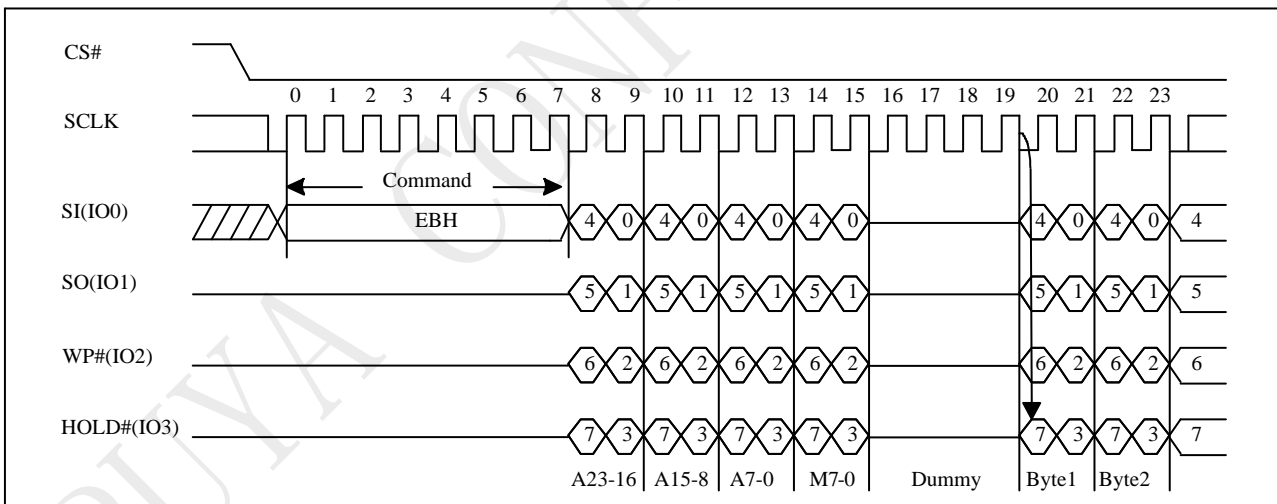 CS#
0 1 2 3 4 5 6 7 8 9 10 11 12 13 14 15 16 17 18 19 20 21 22 23
SCLK
Command
SI(IO0)
EBH 4 0 4 0 4 0 4 0 4 0 4 0 4
SO(IO1) 5 1 5 1 5 1 5 1 5 1 5 1 5
WP#(IO2) 6 2 6 2 6 2 6 2 6 2 6 2 6
HOLD#(IO3) 7 3 7 3 7 3 7 3 7 3 7 3 7
A23-16 A15-8 A7-0 M7-0 Dummy Byte1 Byte2